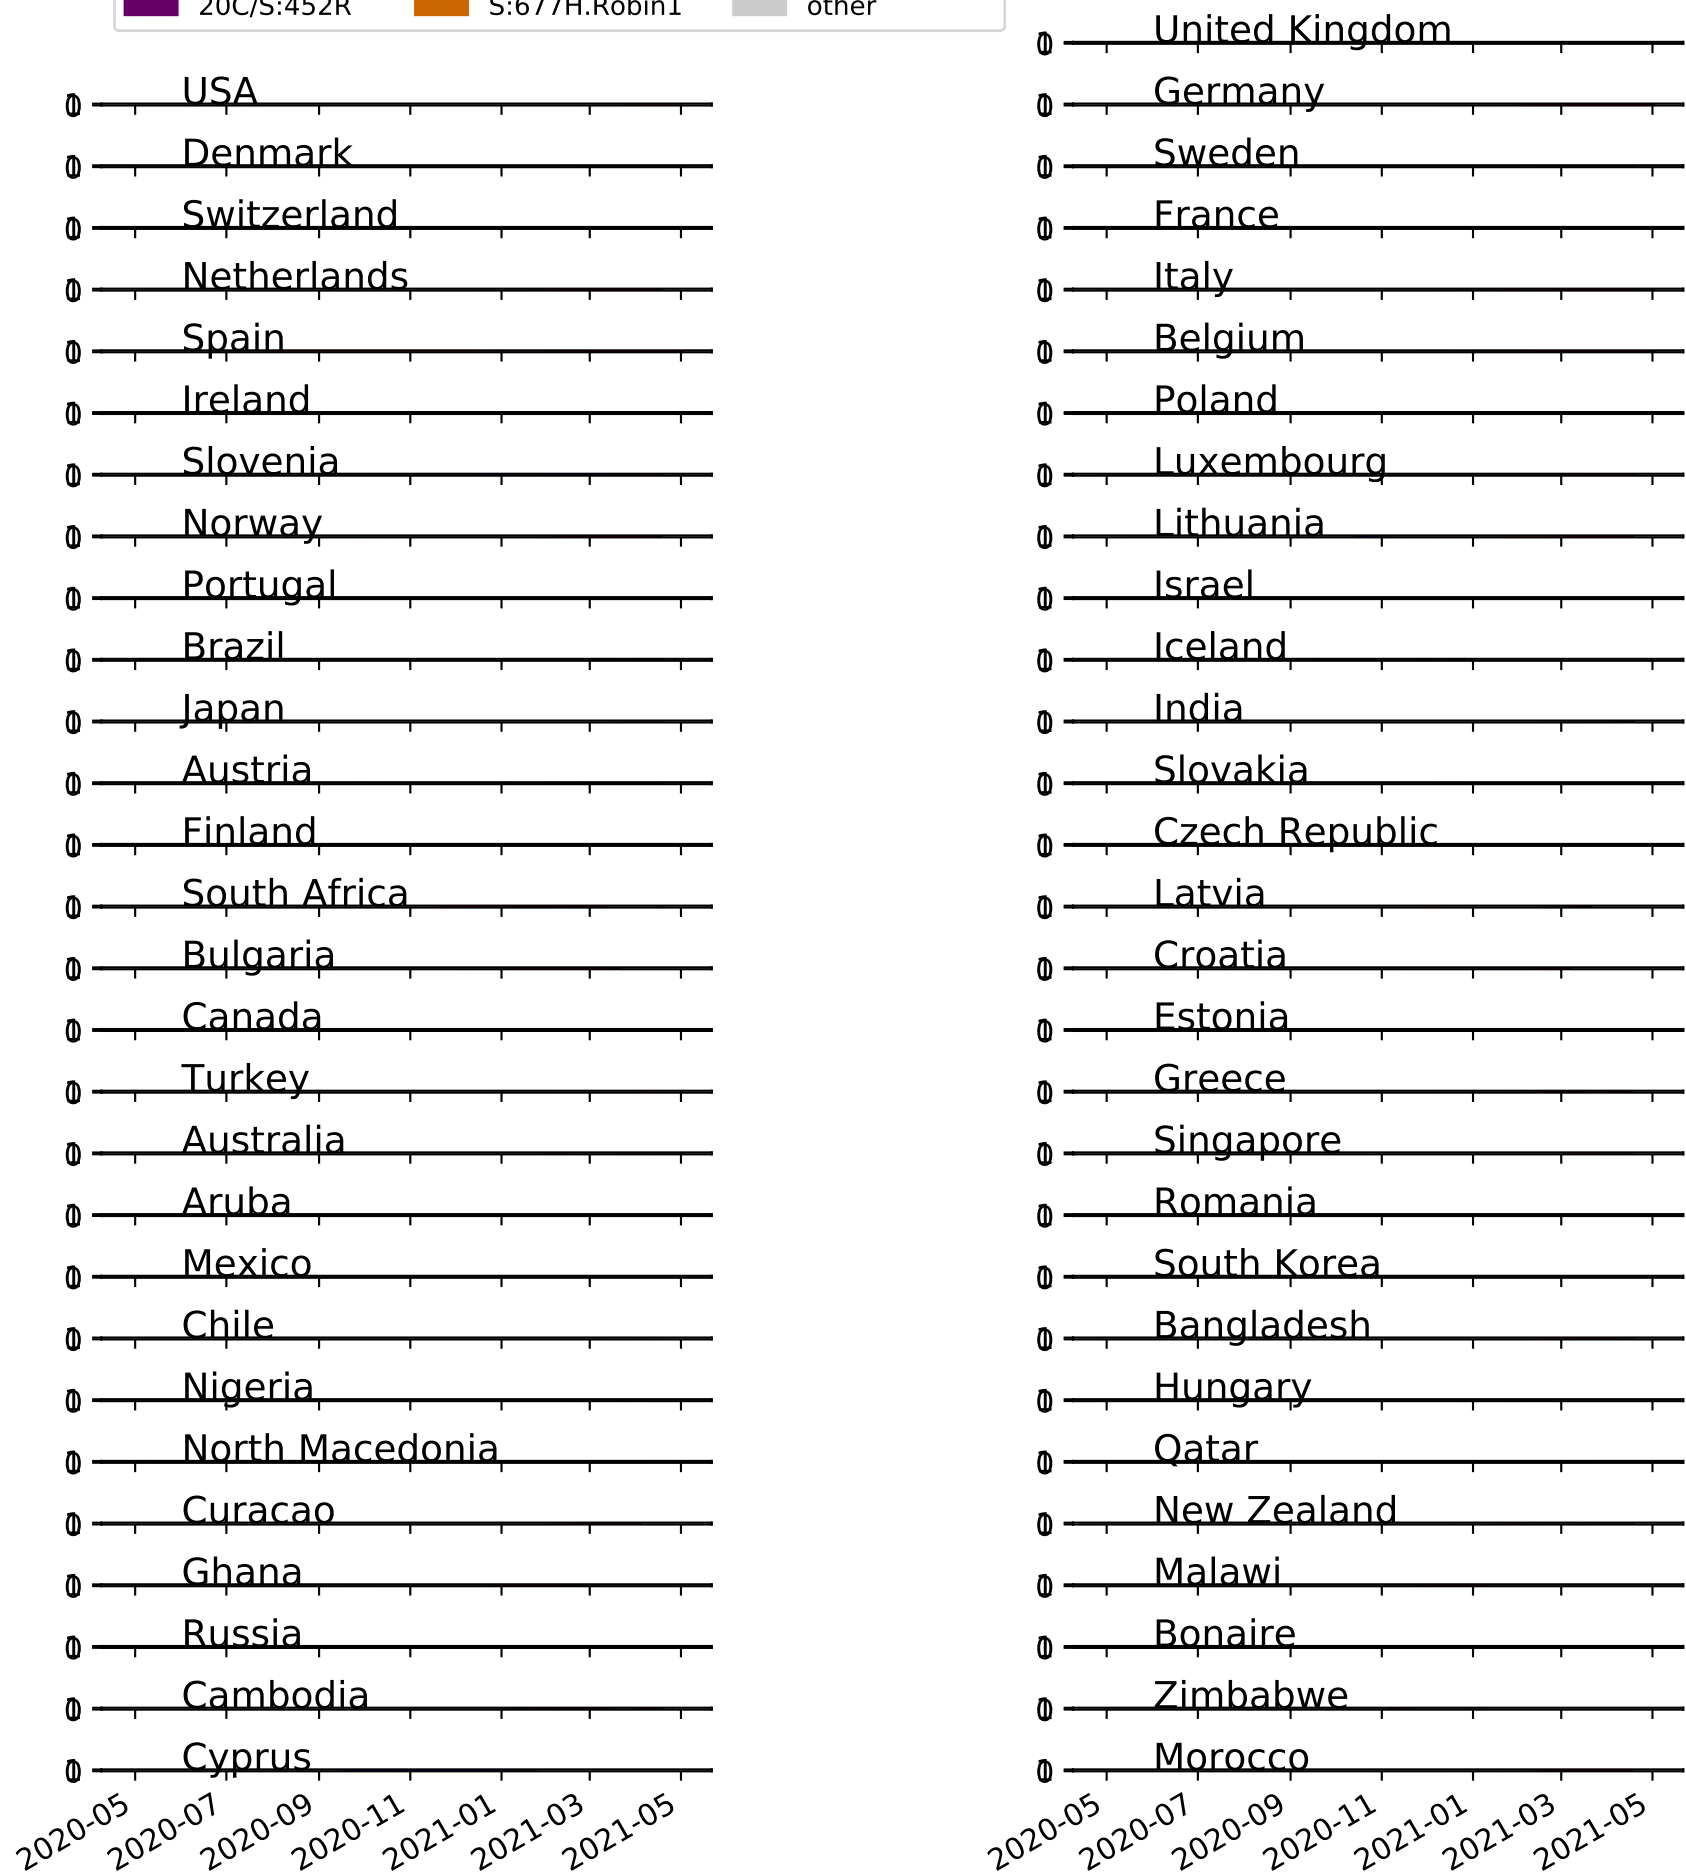 20C/S:452R S:677H.Robin1 other
United Kingdom
USA Germany
Denmark Sweden
Switzerland France
Netherlands Italy
Spain Belgium
Ireland Poland
Slovenia Luxembourg
Norway Lithuania
Portugal Israel
Brazil Iceland
Japan India
Austria Slovakia
Finland Czech Republic
South Africa Latvia
Bulgaria Croatia
Canada Estonia
Turkey Greece
Australia Singapore
Aruba Romania
Mexico South Korea
Chile Bangladesh
Nigeria Hungary
North Macedonia Qatar
Curacao New Zealand
Ghana Malawi
Russia Bonaire
Cambodia Zimbabwe
Cyprus Morocco
2020-05 2020-07 2020-09 2020-11 2021-01 2021-03 2021-05 2020-05 2020-07 2020-09 2020-11 2021-01 2021-03 2021-05